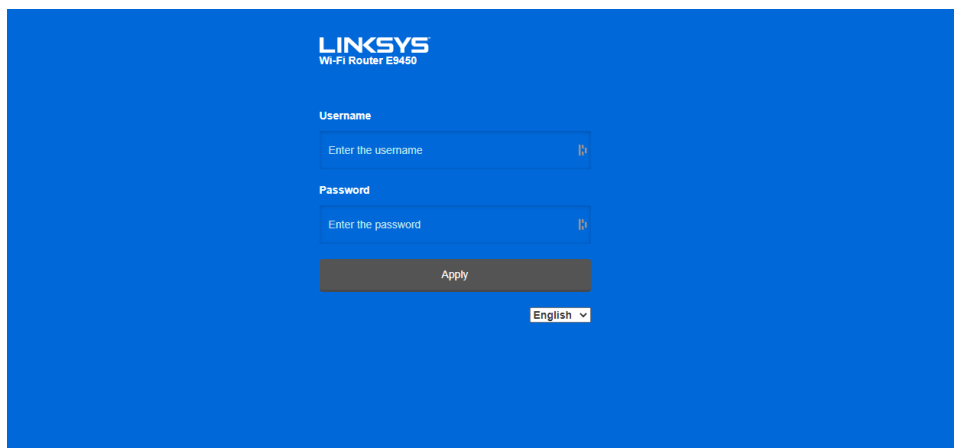 LINKSYS
Wi-Fi Router E9450
Username
Enter the username
Password
Enter the password
Apply
English